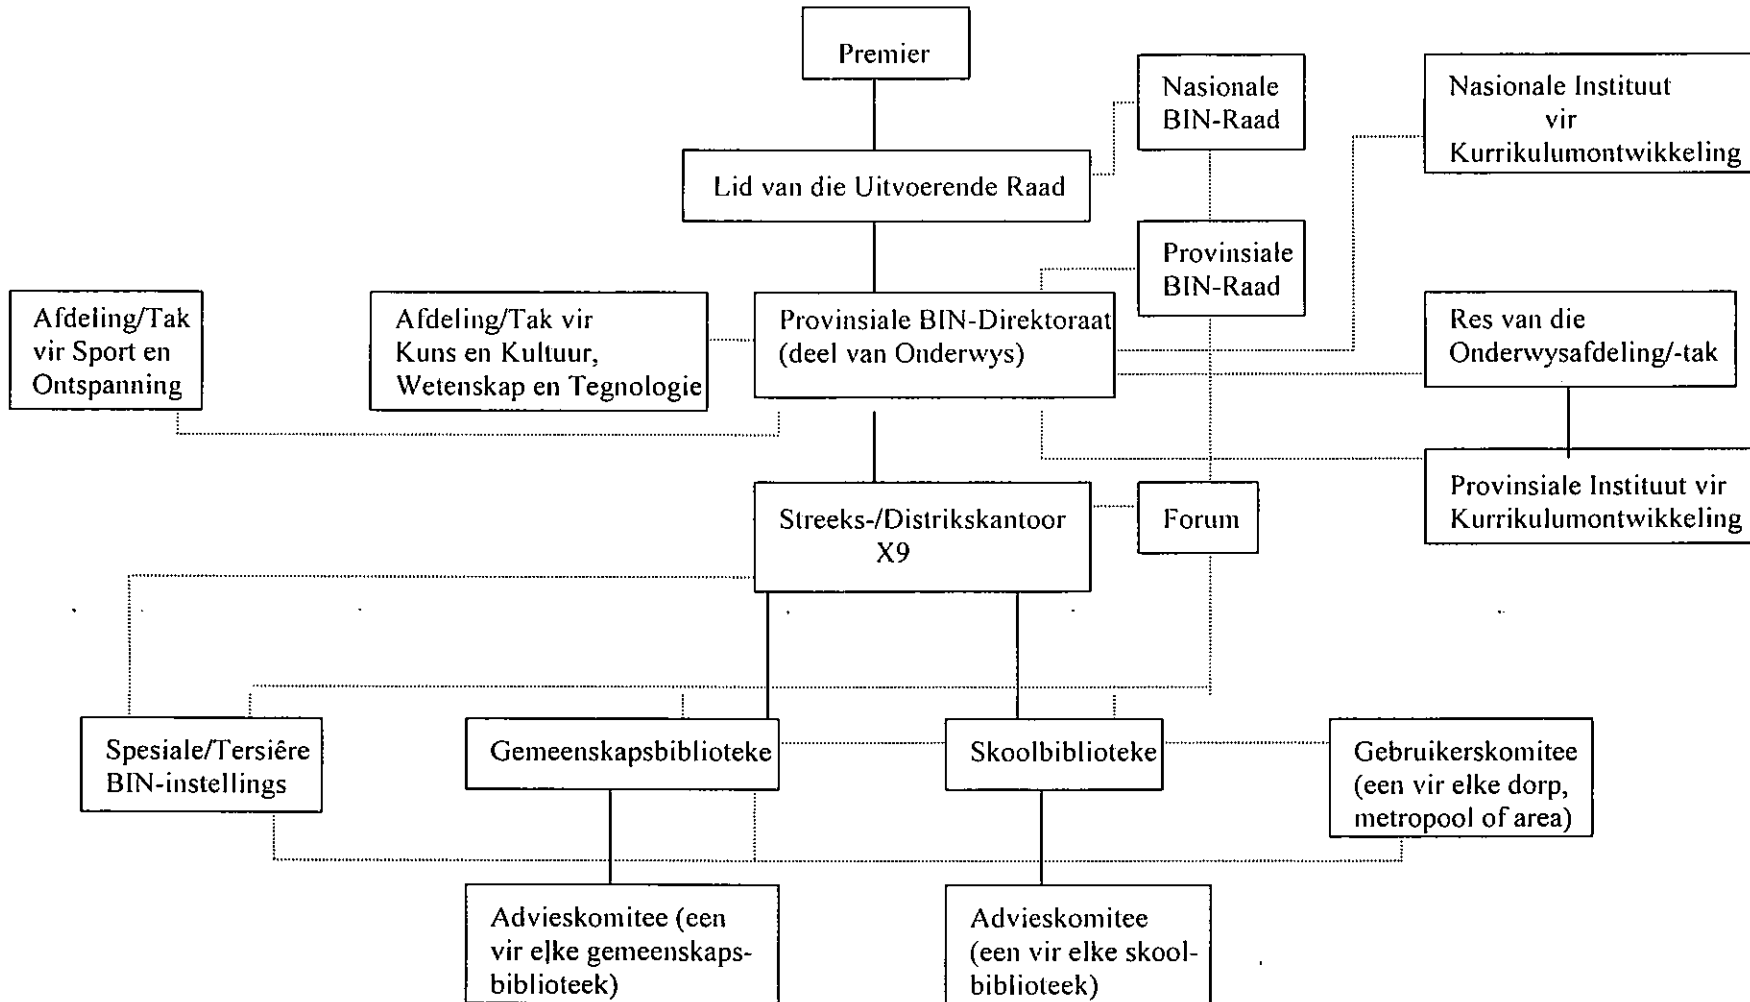 Premier
Nasionale
BIN-Raad
Nasionale Instituut
vir
Kurrikulumontwikkeling
Lid van die Uitvoerende Raad
Provinsiale
BIN-Raad
Afdeling/Tak
vir Sport en
Ontspanning
Afdeling/Tak vir
Kuns en Kultuur,
Wetenskap en Tegnologie
Provinsiale BIN-Direktoraat
(deel van Onderwys)
Res van die
Onderwysafdeling/-tak
Provinsiale Instituut vir
Kurrikulumontwikkeling
Streeks-/Distrikskantoor
X9
Forum
Spesiale/Tersiêre
BIN-instellings
Gemeenskapsbiblioteke
Skoolbiblioteke
Gebruikerskomitee
(een vir elke dorp,
metropool of area)
Advieskomitee (een
vir elke gemeenskaps-
biblioteek)
Advieskomitee
(een vir elke skool-
biblioteek)